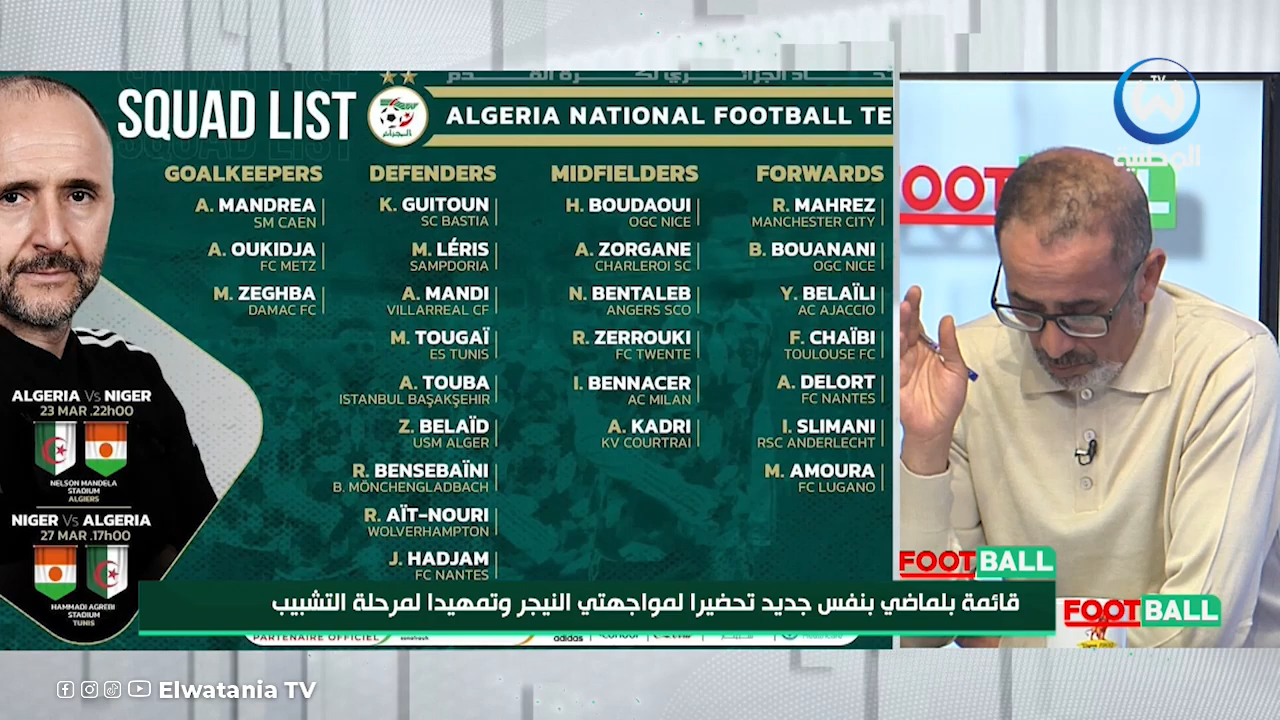 SQUAD LIST
ALGERIA NATIONAL FOOTBALL TE
GOALKEEPERS
A. MANDREA
SM CAEN
A. OUKIDJA
FC METZ
M. ZEGHBA
DAMAC FC
DEFENDERS
K. GUITOUN
SC BASTIA
M. LÉRIS
SAMPDORIA
A. MANDI
VILLARREAL CF
M. TOUGAÏ
ES TUNIS
A. TOUBA
ISTANBUL BAŞAKŞEHIR
Z. BELAÏD
USM ALGER
R. BENSEBAÏNI
B. MÖNCHENGLADBACH
R. AÏT-NOURI
WOLVERHAMPTON
J. HADJAM
FC NANTES
MIDFIELDERS
H. BOUDAOUI
OGC NICE
A. ZORGANE
CHARLEROI SC
N. BENTALEB
ANGERS SCO
R. ZERROUKI
FC TWENTE
I. BENNACER
AC MILAN
A. KADRI
KV COURTRAI
FORWARDS
R. MAHREZ
MANCHESTER CITY
B. BOUANANI
OGC NICE
Y. BELAÏLI
AC AJACCIO
F. CHAÏBI
TOULOUSE FC
A. DELORT
FC NANTES
I. SLIMANI
RSC ANDERLECHT
M. AMOURA
FC LUGANO
ALGERIA Vs NIGER
23 MAR .22h00
NELSON MANDELA
STADIUM
ALGIERS
NIGER Vs ALGERIA
27 MAR .17h00
HAMMADI AGREBI
STADIUM
TUNIS
TV
الوطنية
FOOTBALL
قائمة بلماضي بنفس جديد تحضيرا لمواجهتي النيجر وتمهيدا لمرحلة التشبيب
FOOTBALL
PARTENAIRE OFFICIEL
adidas
Elwatania TV